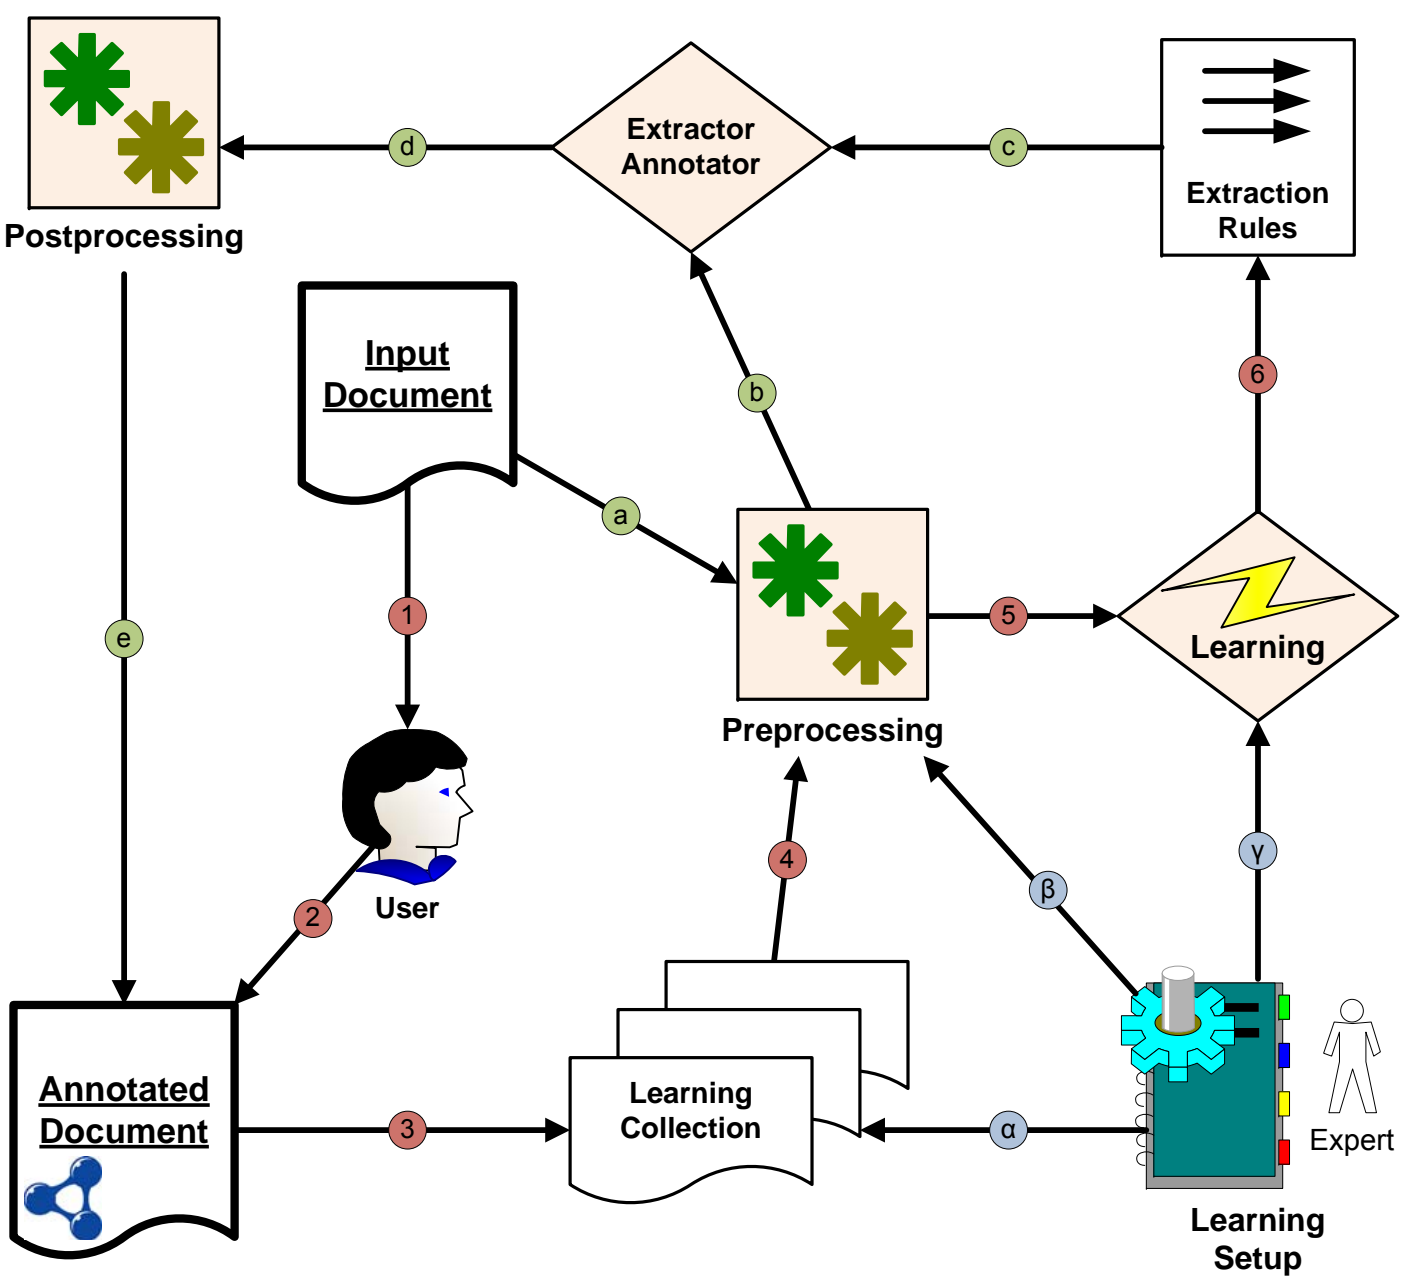 Extractor
Annotator
d
c
Extraction
Rules
Postprocessing
Input
Document
b
6
a
1
5
e
Learning
Preprocessing
4
γ
β
User
2
Annotated
Document
3
Learning
Collection
α
Expert
Learning
Setup